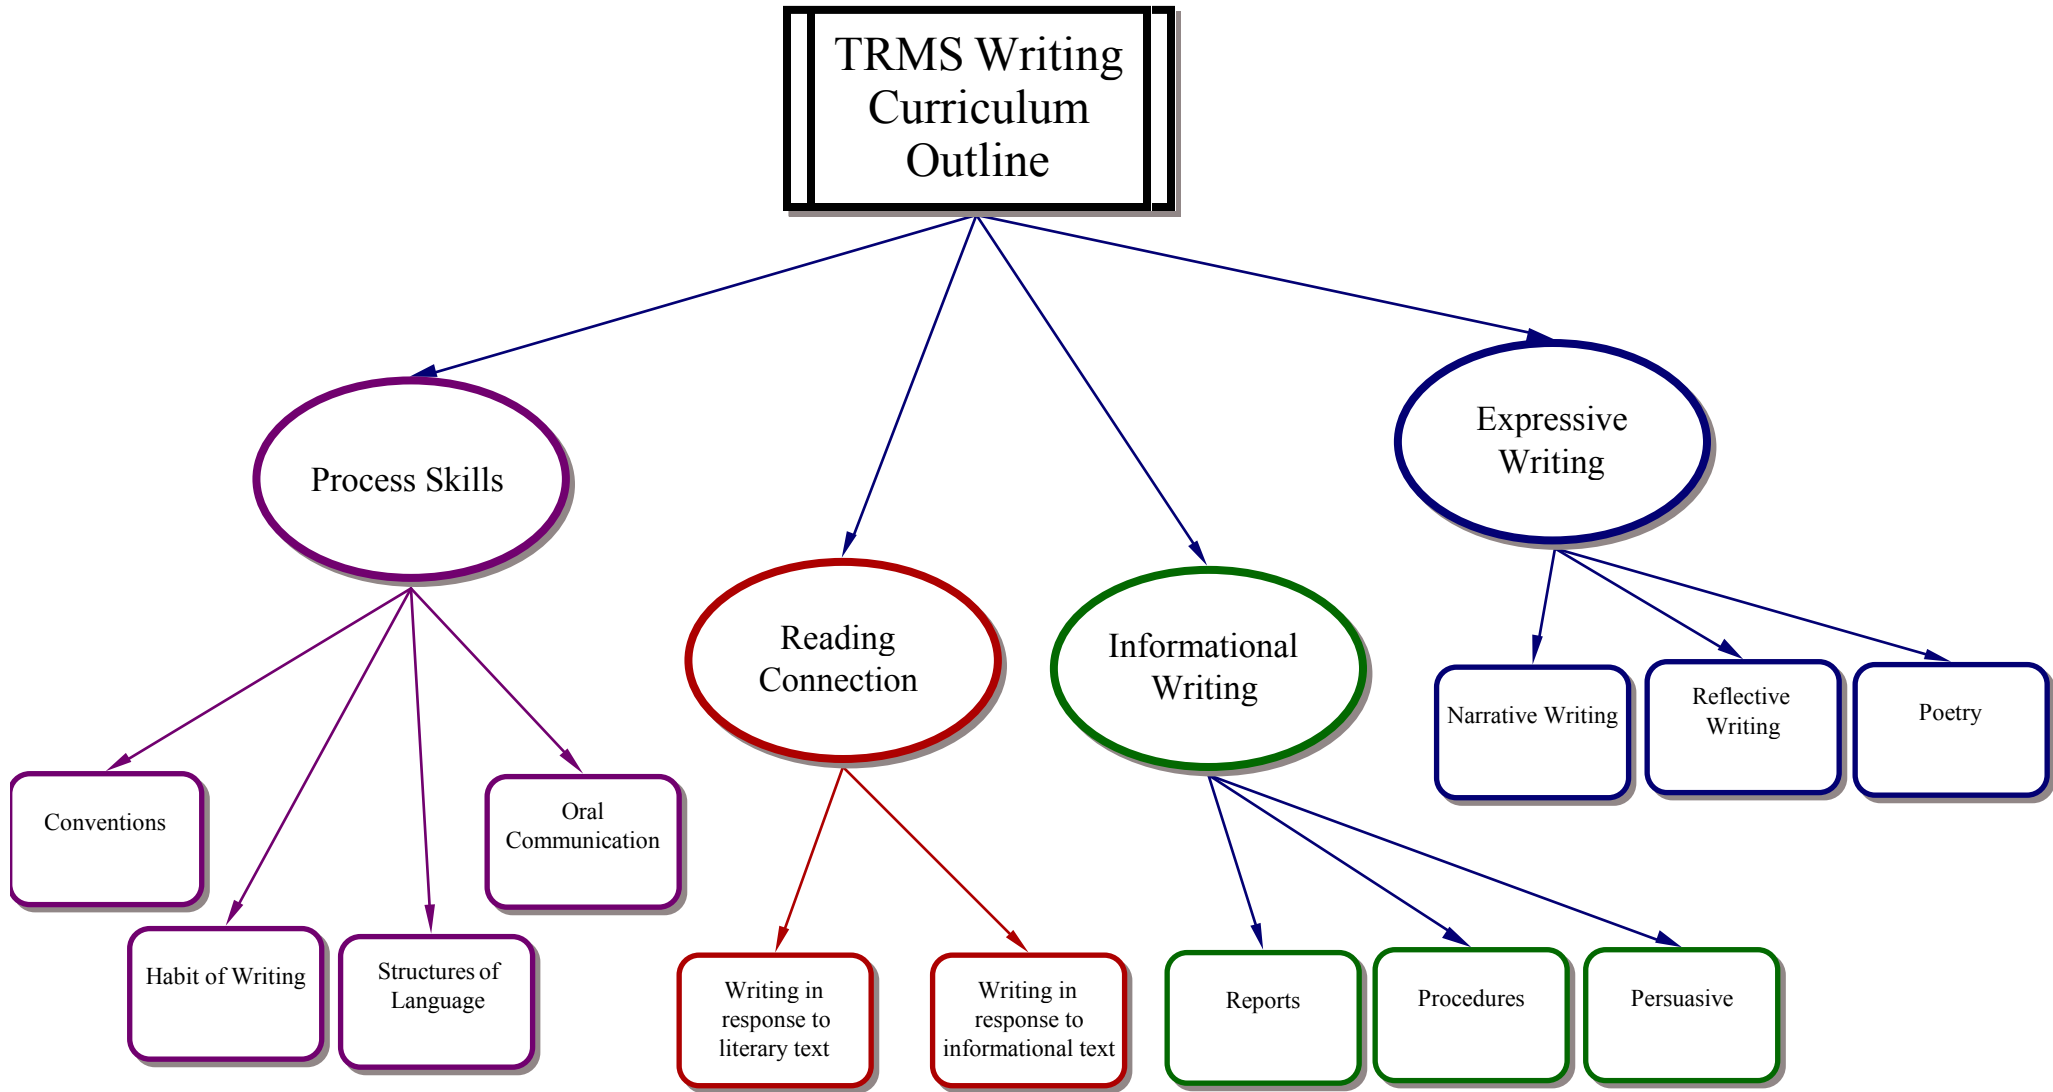 TRMS Writing
Curriculum
Outline
Process Skills
Reading
Connection
Informational
Writing
Expressive
Writing
Conventions
Habit of Writing
Structures of
Language
Oral
Communication
Writing in
response to
literary text
Writing in
response to
informational text
Reports
Procedures
Persuasive
Narrative Writing
Reflective
Writing
Poetry